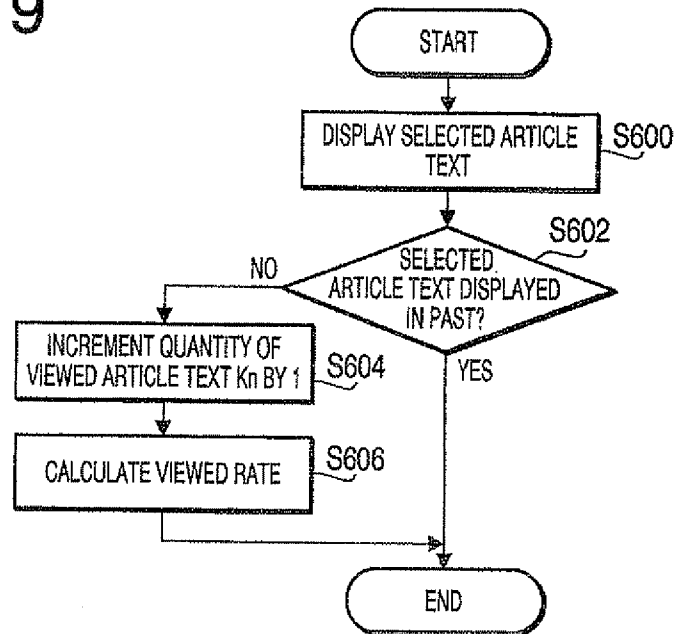 9
START
DISPLAY SELECTED ARTICLE
TEXT
S600
S602
SELECTED
ARTICLE TEXT DISPLAYED
IN PAST?
NO
YES
INCREMENT QUANTITY OF
VIEWED ARTICLE TEXT Kn BY 1
S604
CALCULATE VIEWED RATE
S606
END